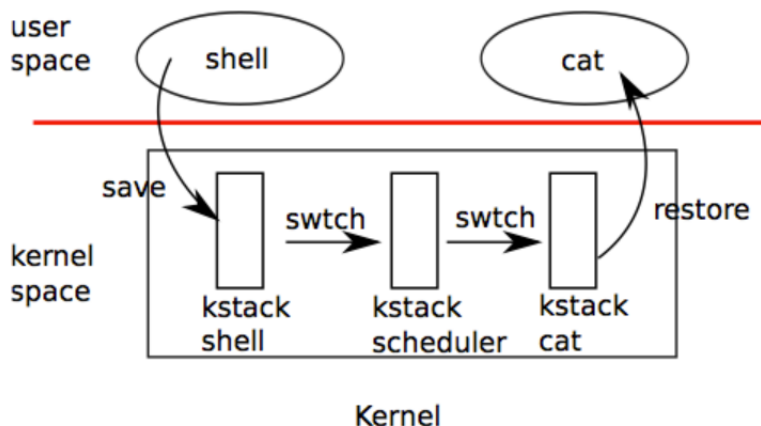 user
space
shell
cat
save
swtch
swtch
restore
kernel
space
kstack
shell
kstack
scheduler
kstack
cat
Kernel